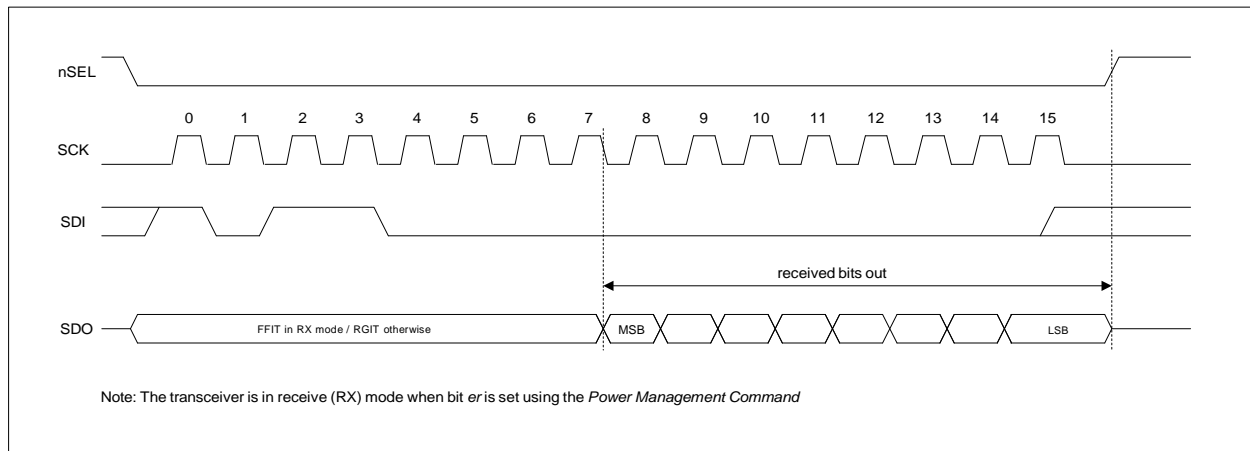 nSEL
0 1 2 3 4 5 6 7 8 9 10 11 12 13 14 15
SCK
SDI
received bits out
SDO
FFIT in RX mode / RGIT otherwise
MSB
LSB
Note: The transceiver is in receive (RX) mode when bit er is set using the Power Management Command